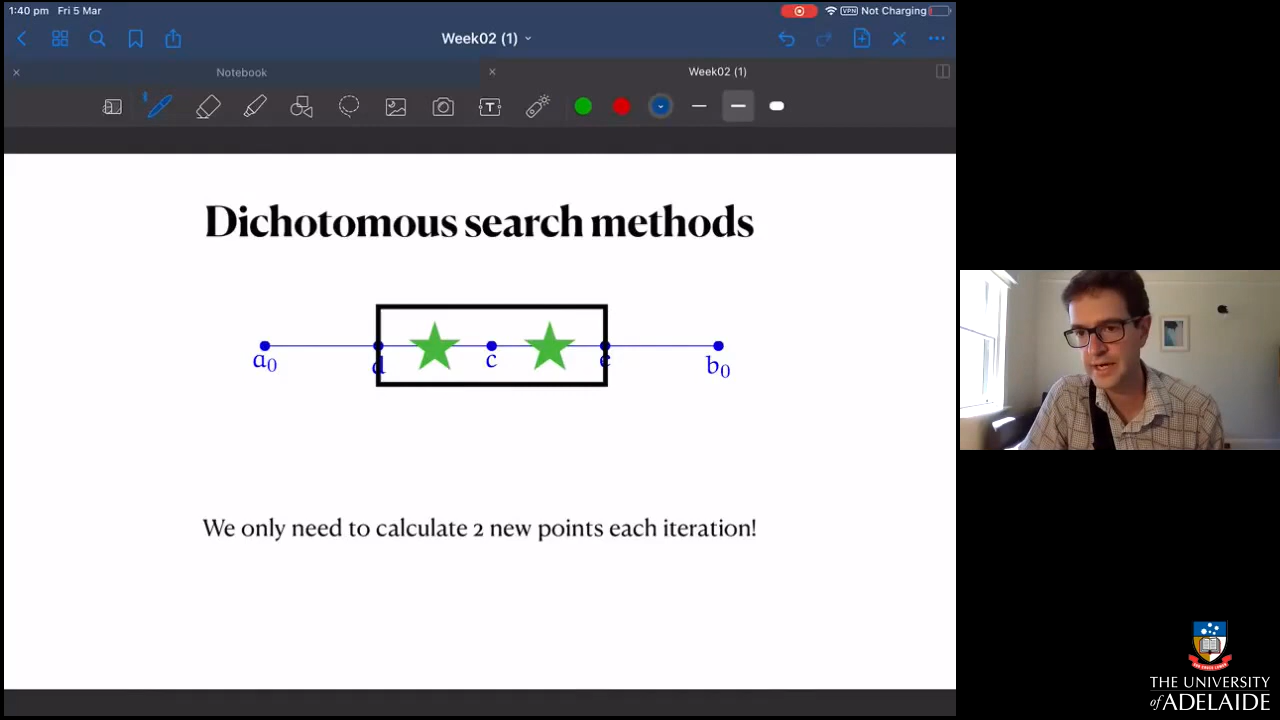 1:40 pm Fri 5 Mar
VPN Not Charging
Week02 (1)
Notebook
Week02 (1)
T
Dichotomous search methods
a0 d c e b0
We only need to calculate 2 new points each iteration!
THE UNIVERSITY
of ADELAIDE